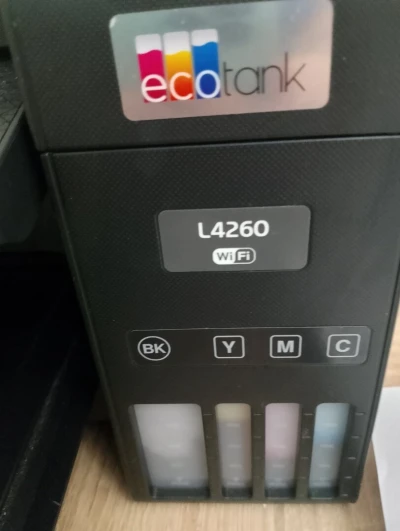 ecotank
L4260
WiFi
BK Y M C